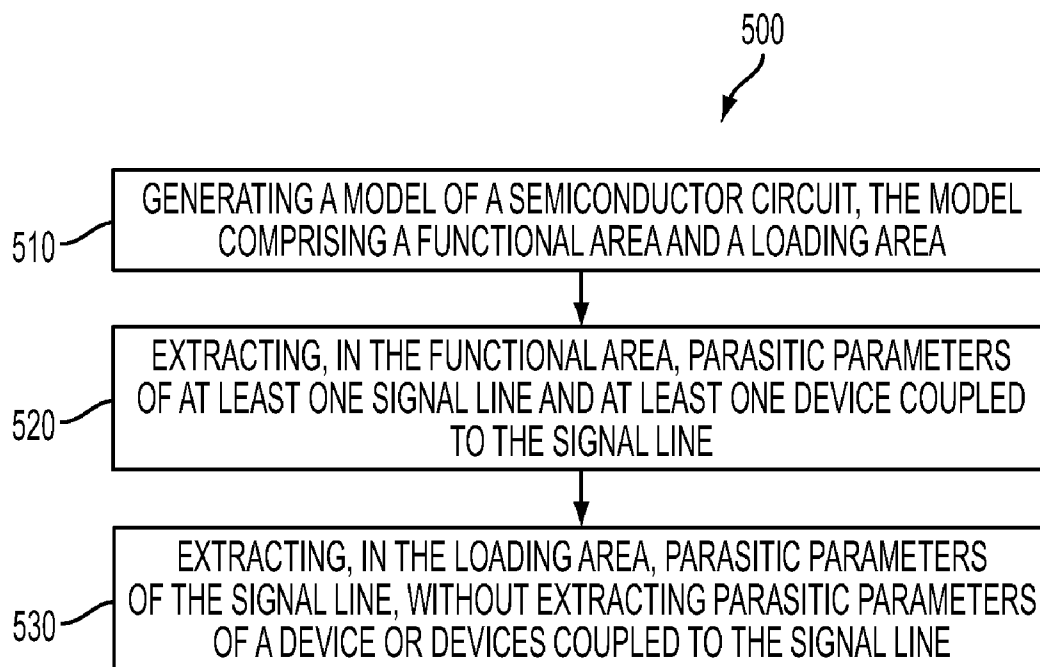 500
510
GENERATING A MODEL OF A SEMICONDUCTOR CIRCUIT, THE MODEL
COMPRISING A FUNCTIONAL AREA AND A LOADING AREA
520
EXTRACTING, IN THE FUNCTIONAL AREA, PARASITIC PARAMETERS
OF AT LEAST ONE SIGNAL LINE AND AT LEAST ONE DEVICE COUPLED
TO THE SIGNAL LINE
530
EXTRACTING, IN THE LOADING AREA, PARASITIC PARAMETERS
OF THE SIGNAL LINE, WITHOUT EXTRACTING PARASITIC PARAMETERS
OF A DEVICE OR DEVICES COUPLED TO THE SIGNAL LINE